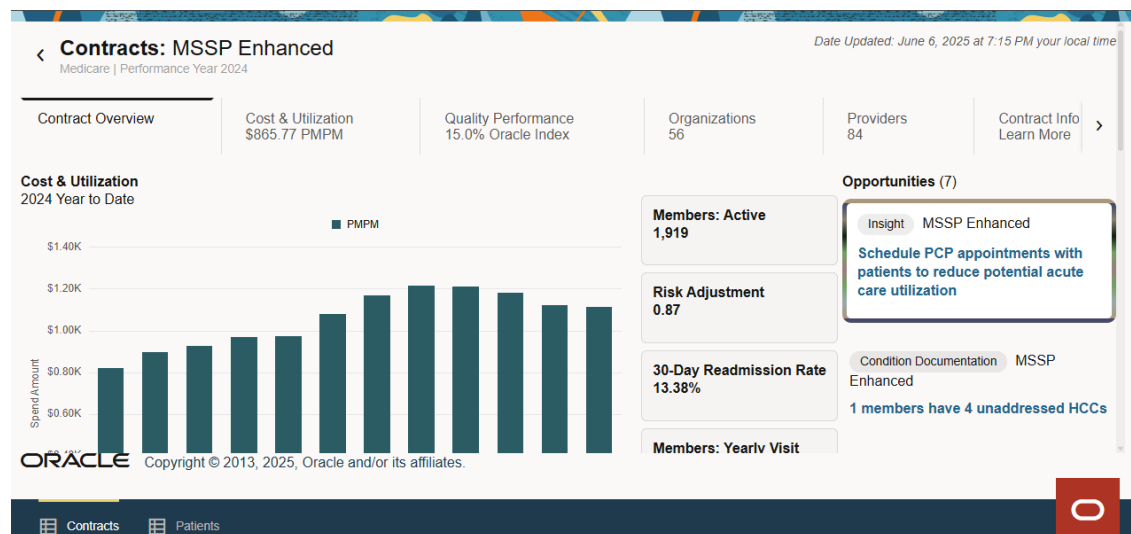 Contracts: MSSP Enhanced
Medicare | Performance Year 2024
Date Updated: June 6, 2025 at 7:15 PM your local time
Contract Overview
Cost & Utilization
$865.77 PMPM
Quality Performance
15.0% Oracle Index
Organizations
56
Providers
84
Contract Info
Learn More
Cost & Utilization
2024 Year to Date
PMPM
$1.40K
$1.20K
$1.00K
$0.80K
$0.60K
Spend Amount
Members: Active
1,919
Risk Adjustment
0.87
30-Day Readmission Rate
13.38%
Members: Yearly Visit
Opportunities (7)
Insight MSSP Enhanced
Schedule PCP appointments with
patients to reduce potential acute
care utilization
Condition Documentation MSSP
Enhanced
1 members have 4 unaddressed HCCs
ORACLE Copyright © 2013, 2025, Oracle and/or its affiliates.
Contracts
Patients